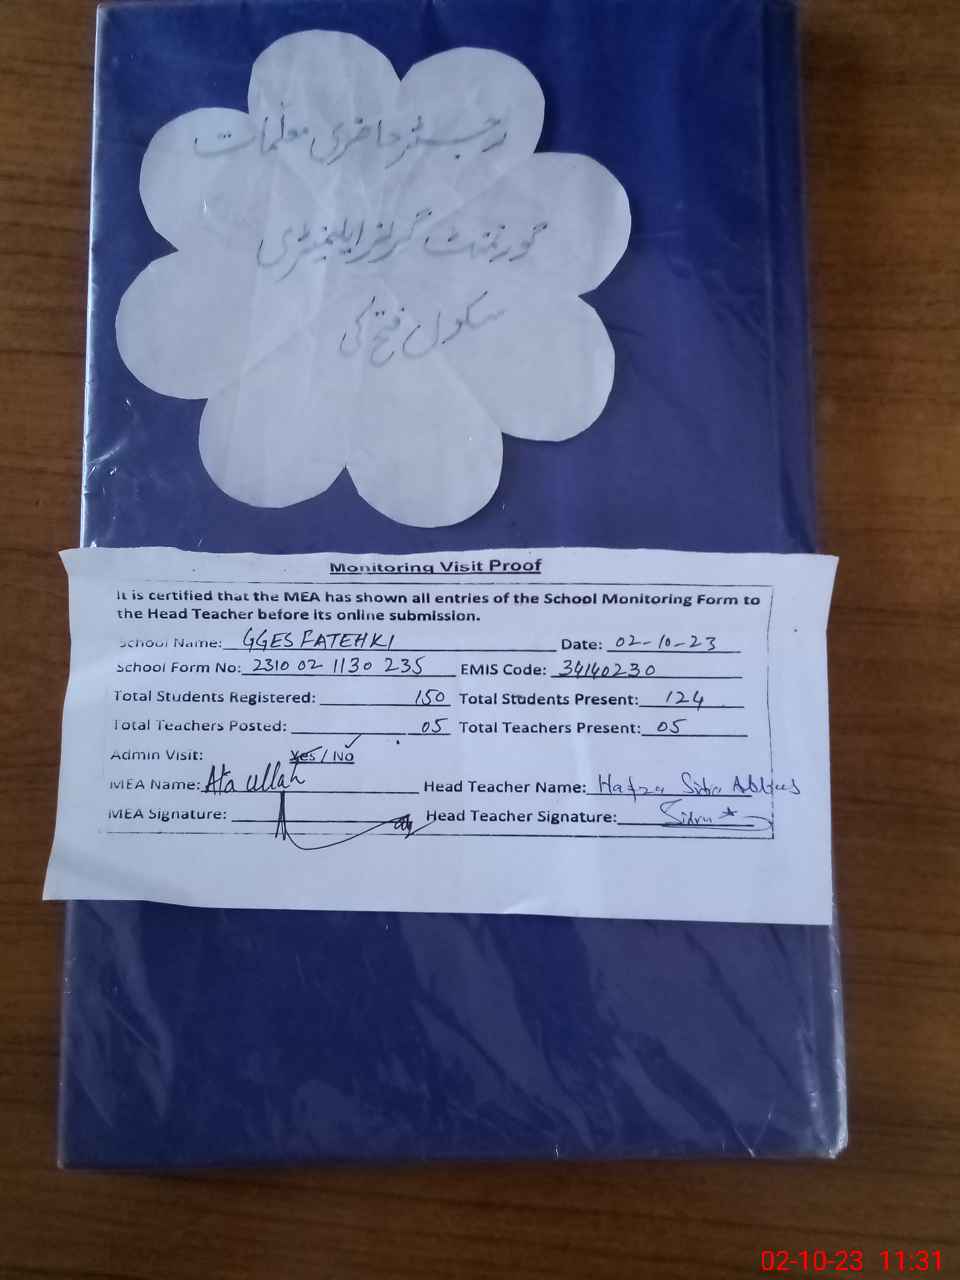 رجسٹر حاضری معلمات
گورنمنٹ گرلز ایلیمنٹری
سکول فتح کی
Monitoring Visit Proof
It is certified that the MEA has shown all entries of the School Monitoring Form to
the Head Teacher before its online submission.
School Name: GGES FATEHKI Date: 02-10-23
School Form No: 2310 02 1130 235 EMIS Code: 34140230
Total Students Registered: 150 Total Students Present: 124
Total Teachers Posted: 05 Total Teachers Present: 05
Admin Visit: Yes / No
MEA Name: Ata ullah Head Teacher Name: Hafza Sidra Abbas
MEA Signature: Head Teacher Signature: Sidra
02-10-23 11:31